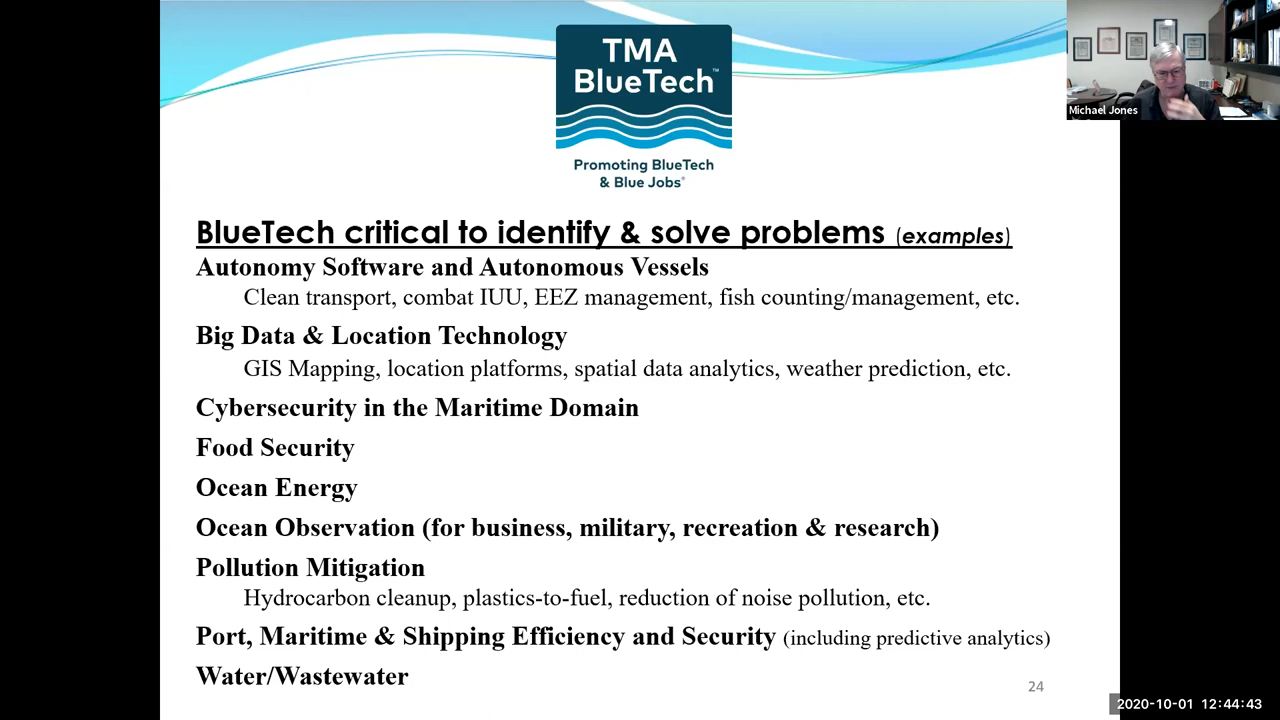 TMA
BlueTech™
Promoting BlueTech
& Blue Jobs®
Michael Jones
BlueTech critical to identify & solve problems (examples)
Autonomy Software and Autonomous Vessels
Clean transport, combat IUU, EEZ management, fish counting/management, etc.
Big Data & Location Technology
GIS Mapping, location platforms, spatial data analytics, weather prediction, etc.
Cybersecurity in the Maritime Domain
Food Security
Ocean Energy
Ocean Observation (for business, military, recreation & research)
Pollution Mitigation
Hydrocarbon cleanup, plastics-to-fuel, reduction of noise pollution, etc.
Port, Maritime & Shipping Efficiency and Security (including predictive analytics)
Water/Wastewater
24
2020-10-01 12:44:43